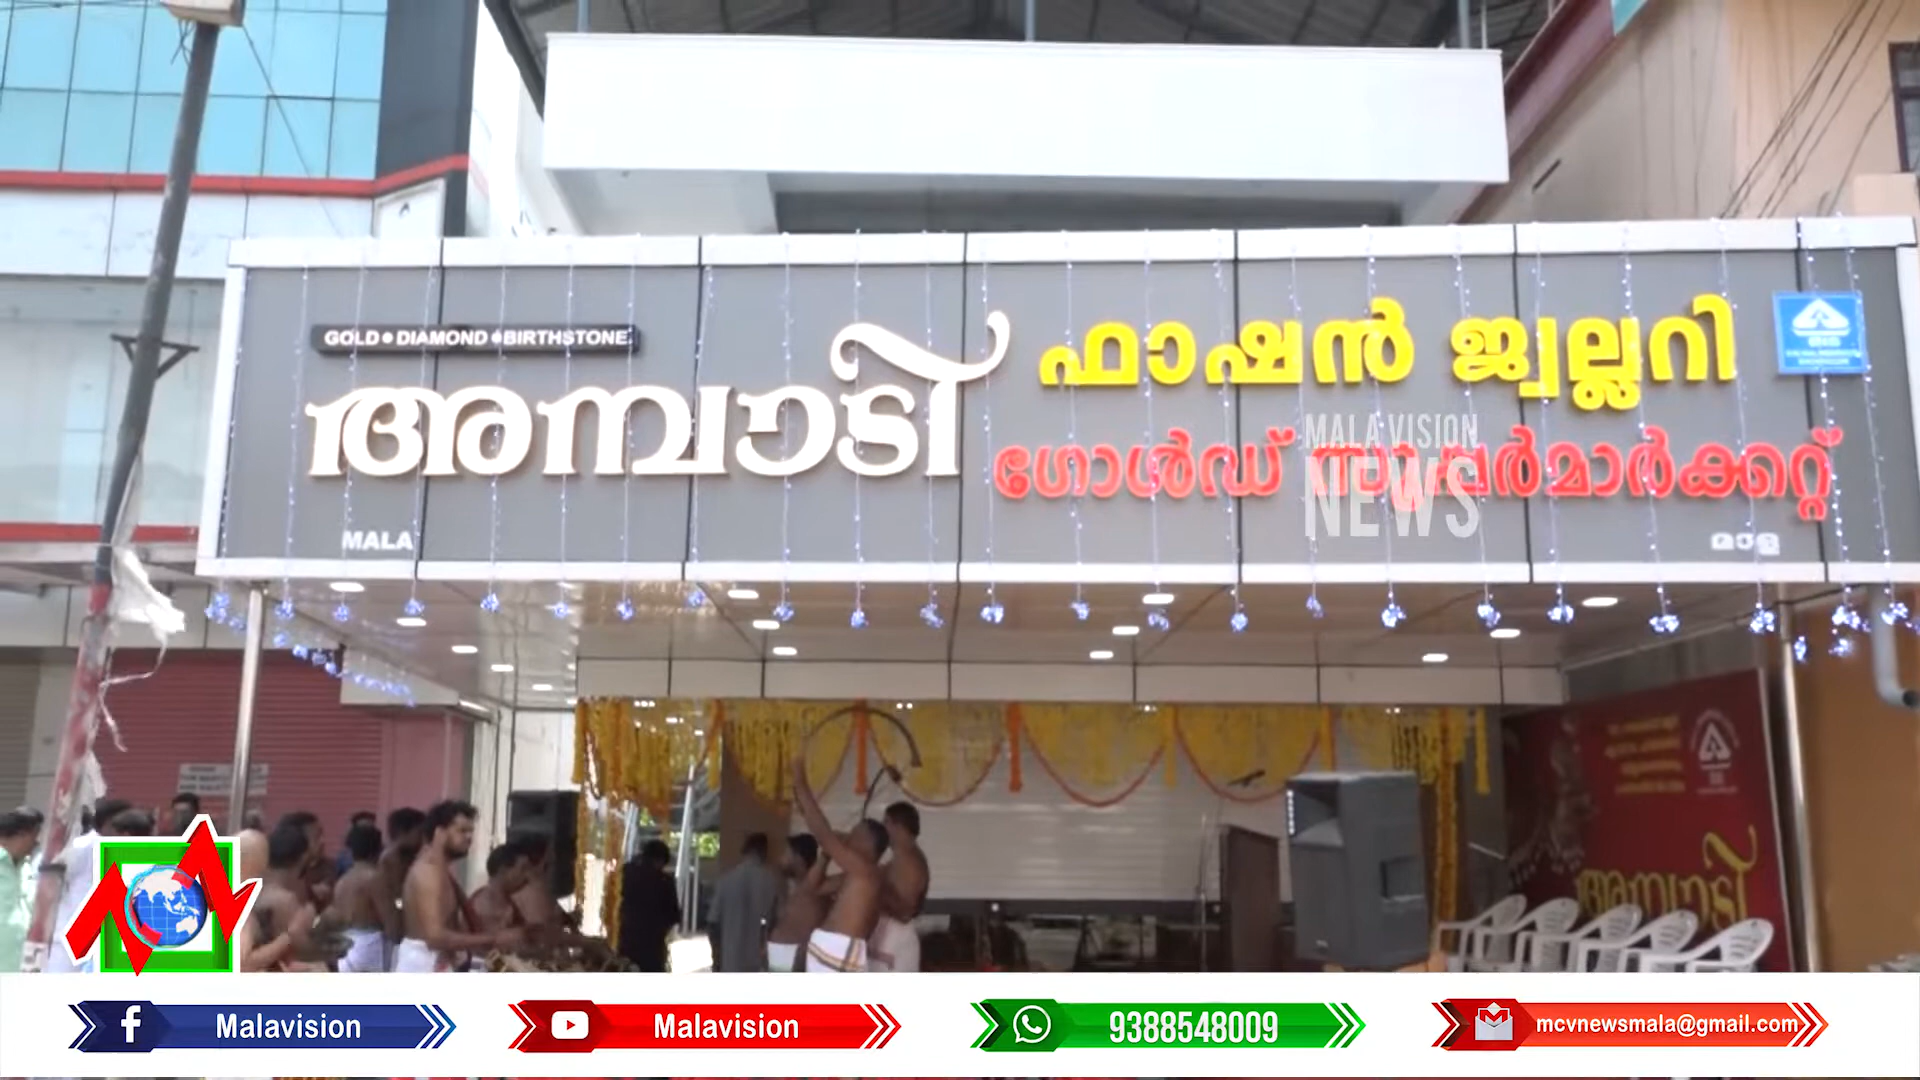 GOLD • DIAMOND • BIRTHSTONE
അമ്പാടി
ഫാഷൻ ജ്വല്ലറി
ഗോൾഡ് സൂപ്പർമാർക്കറ്റ്
MALA VISION
NEWS
MALA
മാള
അമ്പാടി
Malavision
Malavision
9388548009
mcvnewsmala@gmail.com